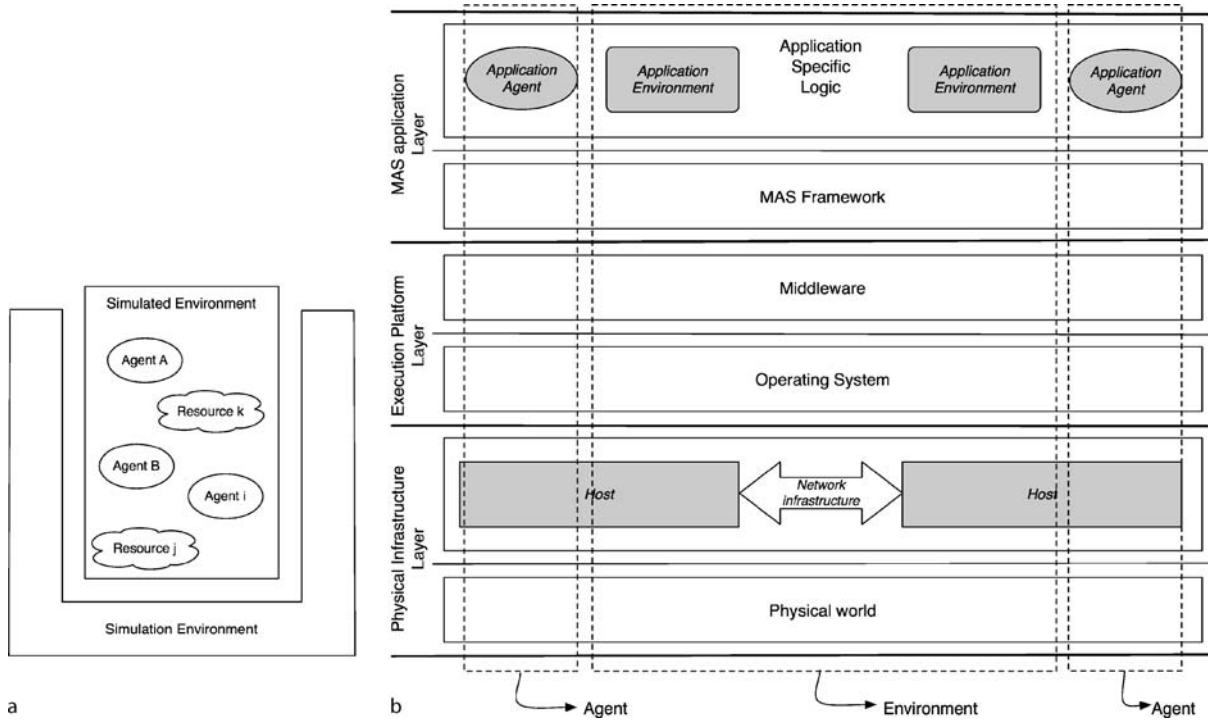 Simulated Environment
Agent A
Resource k
Agent B
Agent i
Resource j
Simulation Environment
a
MAS application
Layer
Application
Agent
Application
Environment
Application
Specific
Logic
Application
Environment
Application
Agent
MAS Framework
Execution Platform
Layer
Middleware
Operating System
Physical Infrastructure
Layer
Host
Network
infrastructure
Host
Physical world
b
Agent
Environment
Agent